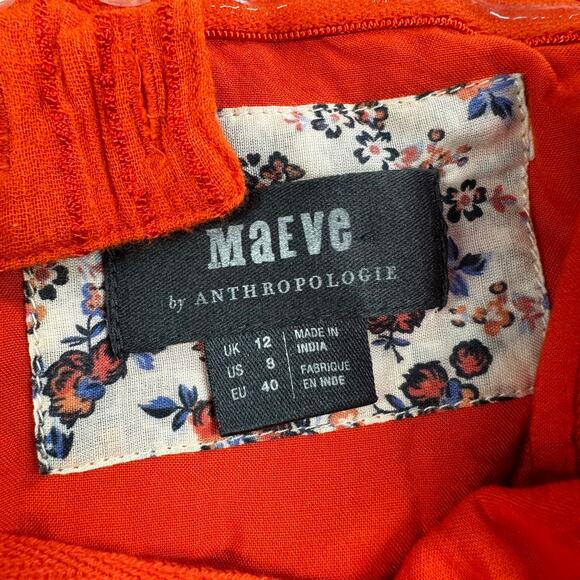 MaEve
by ANTHROPOLOGIE
UK 12
US 8
EU 40
MADE IN
INDIA
FABRIQUE
EN INDE